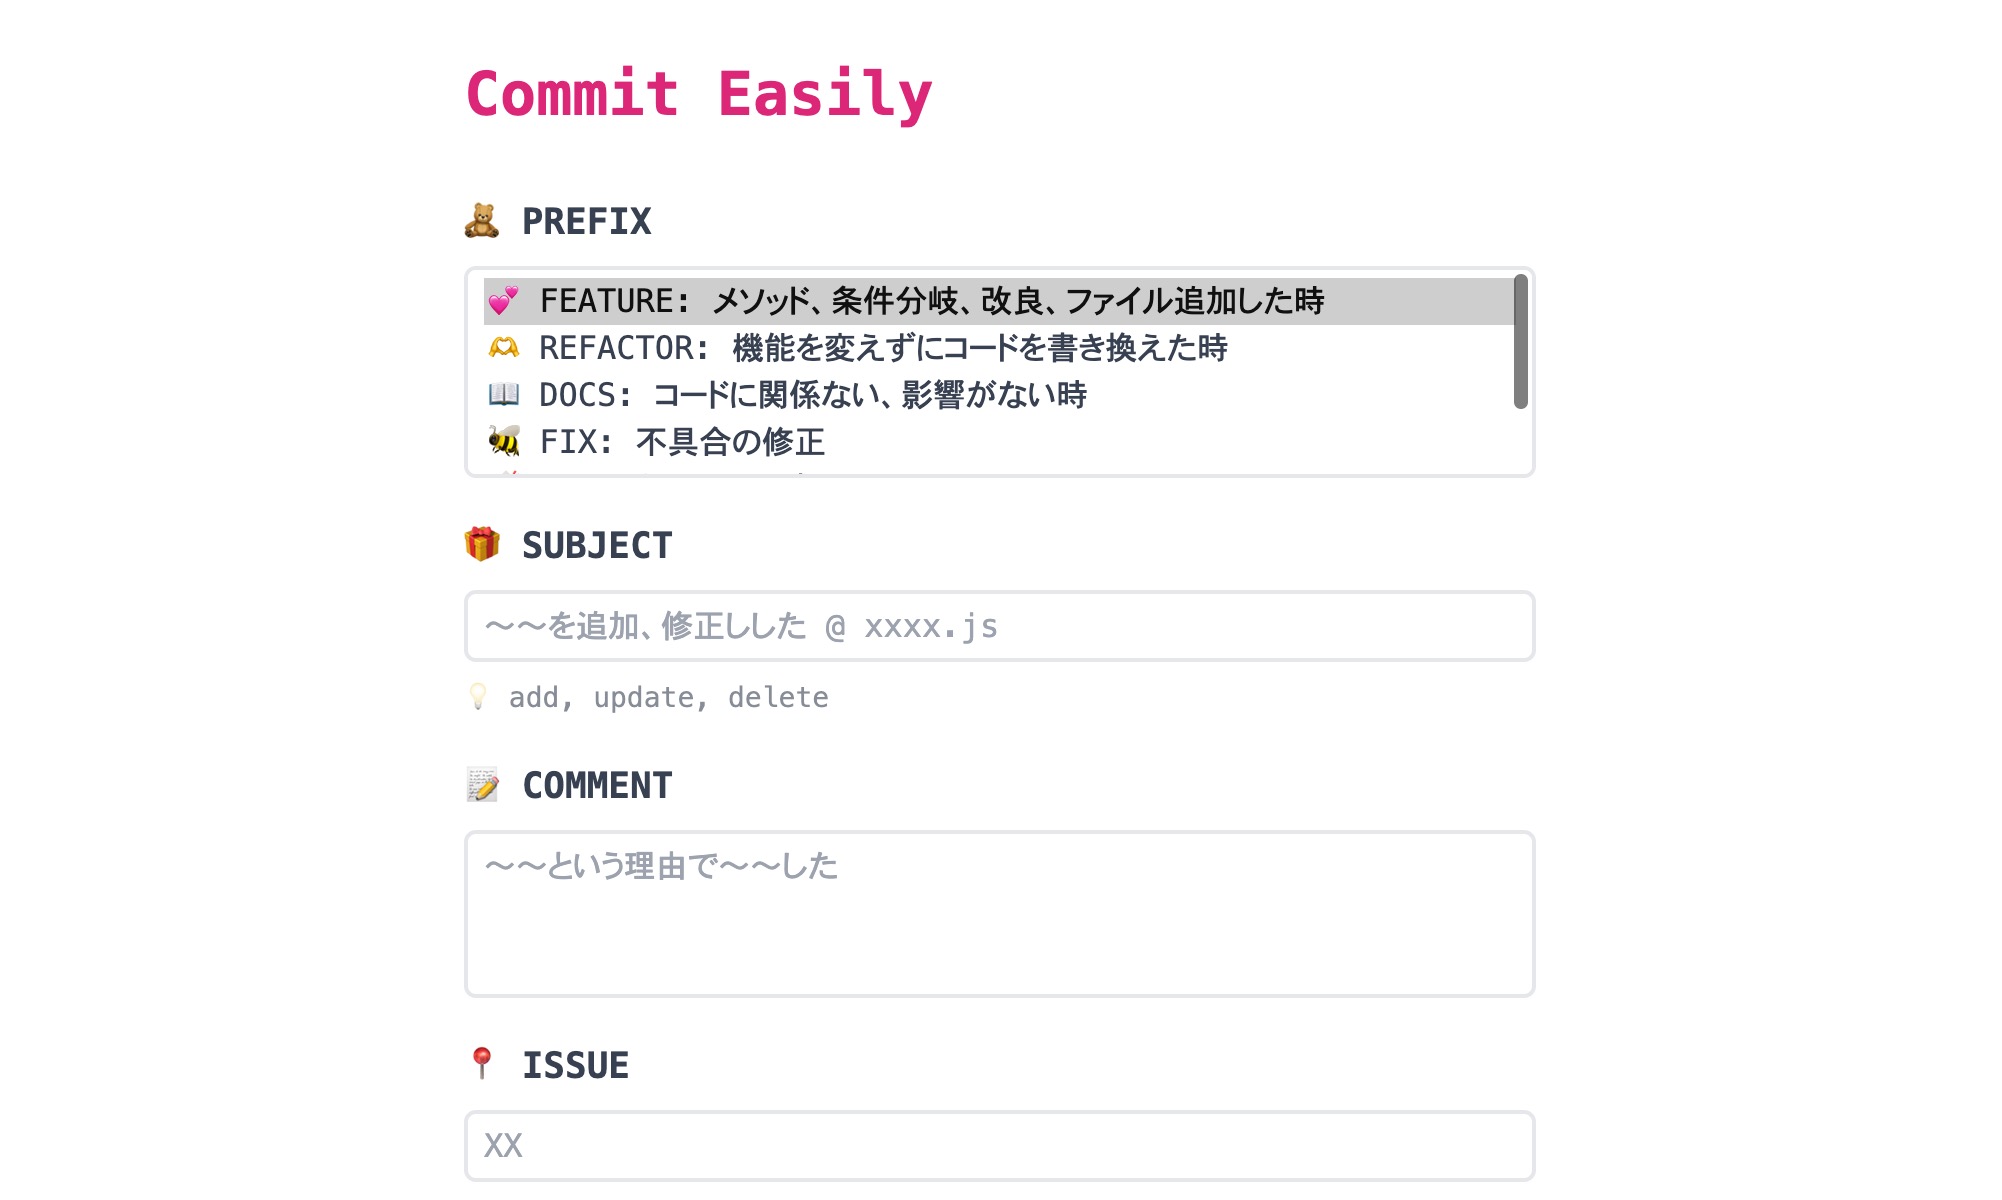 Commit Easily
🧸 PREFIX
💕 FEATURE: メソッド、条件分岐、改良、ファイル追加した時
🫶 REFACTOR: 機能を変えずにコードを書き換えた時
📖 DOCS: コードに関係ない、影響がない時
🐝 FIX: 不具合の修正
🎁 SUBJECT
〜〜を追加、修正しした @ xxxx.js
💡 add, update, delete
📝 COMMENT
〜〜という理由で〜〜した
📍 ISSUE
XX